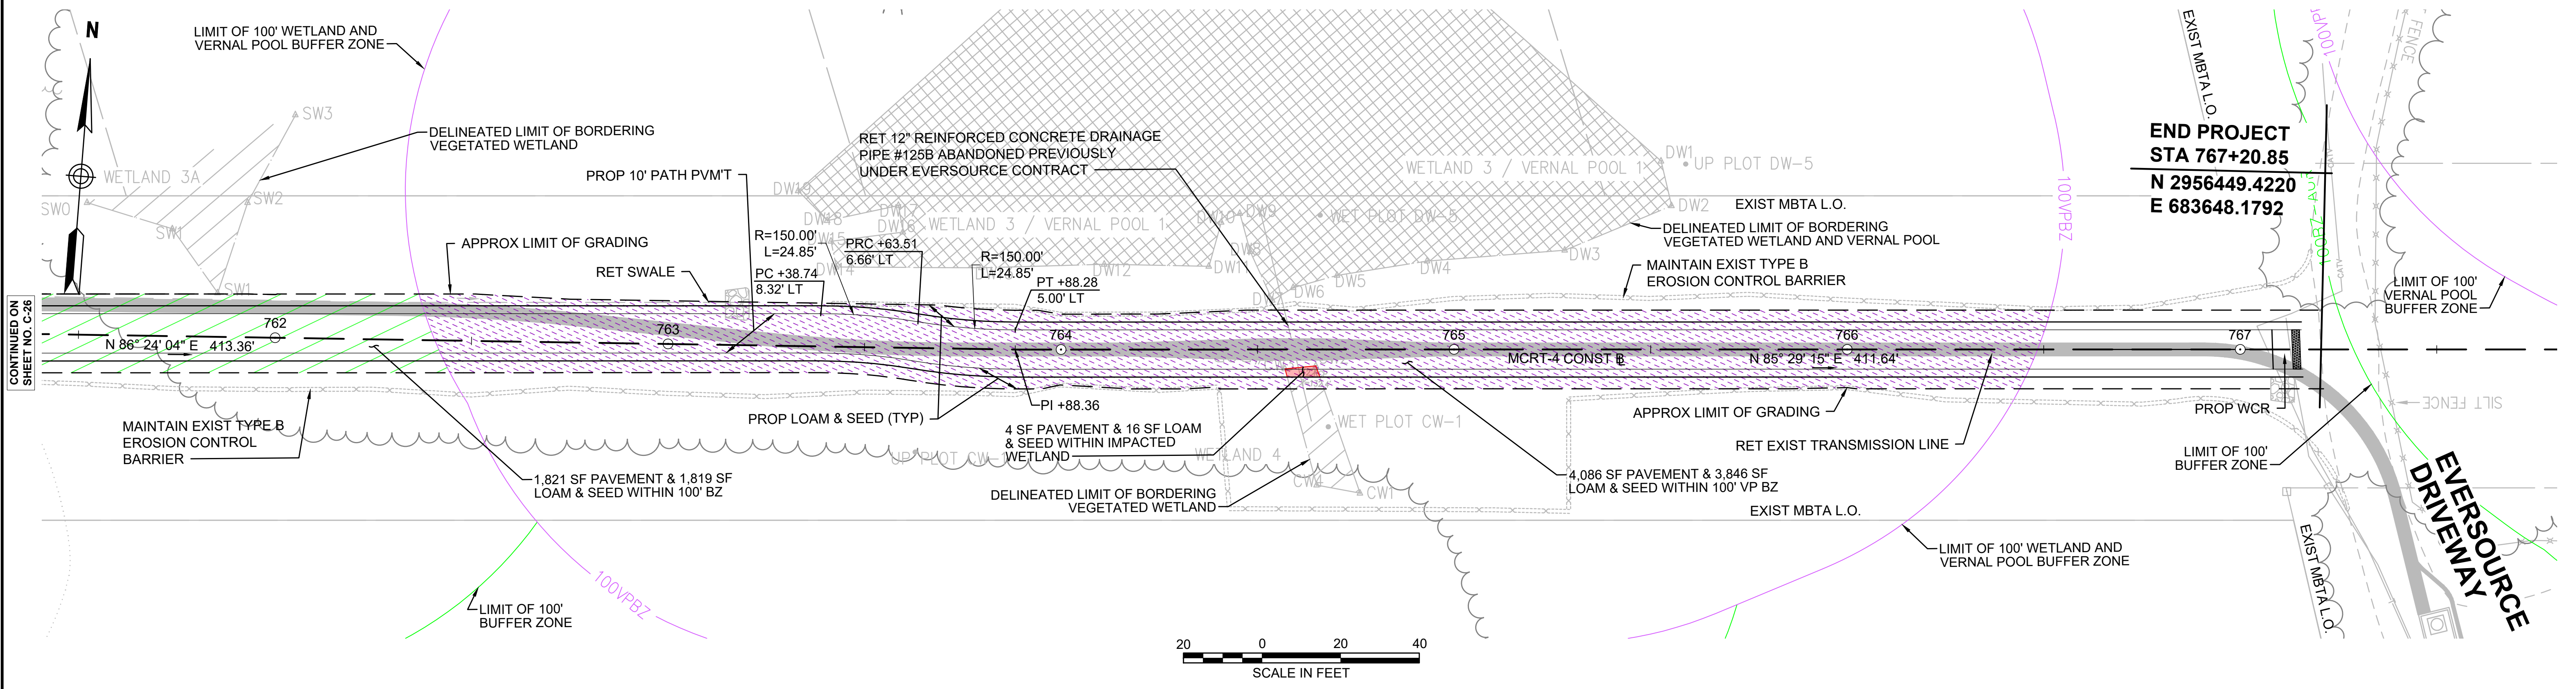 N
LIMIT OF 100' WETLAND AND
VERNAL POOL BUFFER ZONE
SW3
DELINEATED LIMIT OF BORDERING
VEGETATED WETLAND
WETLAND 3A
SW2
SW0
SW1
SW1
APPROX LIMIT OF GRADING
RET SWALE
PROP 10' PATH PVM'T
RET 12" REINFORCED CONCRETE DRAINAGE
PIPE #125B ABANDONED PREVIOUSLY
UNDER EVERSOURCE CONTRACT
DW19
DW18
DW17
DW16
DW15
DW14
WETLAND 3 / VERNAL POOL 1
DW12
DW9
DW8
WET PLOT DW-5
WETLAND 3 / VERNAL POOL 1
DW1
UP PLOT DW-5
DW2
DW3
DW4
DW5
DW6
R=150.00'
L=24.85'
PRC +63.51
6.66' LT
PC +38.74
8.32' LT
R=150.00'
L=24.85'
PT +88.28
5.00' LT
EXIST MBTA L.O.
DELINEATED LIMIT OF BORDERING
VEGETATED WETLAND AND VERNAL POOL
MAINTAIN EXIST TYPE B
EROSION CONTROL BARRIER
100VPBZ
EXIST MBTA L.O.
END PROJECT
STA 767+20.85
N 2956449.4220
E 683648.1792
FENCE
LIMIT OF 100'
VERNAL POOL
BUFFER ZONE
CONTINUED ON
SHEET NO. C-26
762
763
764
765
766
767
N 86° 24' 04" E 413.36'
MCRT-4 CONST BL
N 85° 29' 15" E 411.64'
MAINTAIN EXIST TYPE B
EROSION CONTROL
BARRIER
PROP LOAM & SEED (TYP)
PI +88.36
4 SF PAVEMENT & 16 SF LOAM
& SEED WITHIN IMPACTED
WETLAND
WETLAND 4
WET PLOT CW-1
CW1
DELINEATED LIMIT OF BORDERING
VEGETATED WETLAND
1,821 SF PAVEMENT & 1,819 SF
LOAM & SEED WITHIN 100' BZ
4,086 SF PAVEMENT & 3,846 SF
LOAM & SEED WITHIN 100' VP BZ
APPROX LIMIT OF GRADING
RET EXIST TRANSMISSION LINE
PROP WCR
SILT FENCE
LIMIT OF 100'
BUFFER ZONE
EXIST MBTA L.O.
EXIST MBTA L.O.
LIMIT OF 100' WETLAND AND
VERNAL POOL BUFFER ZONE
EVERSOURCE
DRIVEWAY
100VPBZ
LIMIT OF 100'
BUFFER ZONE
20 0 20 40
SCALE IN FEET